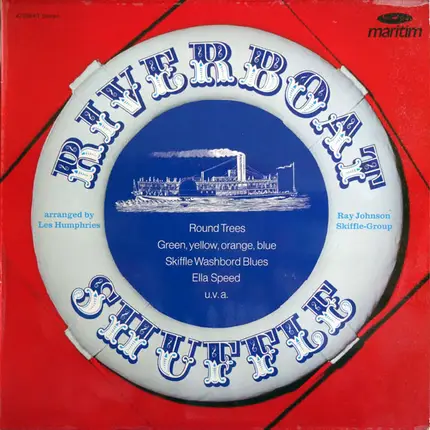 maritim
RIVERBOAT
arranged by
Les Humphries
Ray Johnson
Skiffle-Group
Round Trees
Green, yellow, orange, blue
Skiffle Washbord Blues
Ella Speed
u.v.a.
SHUFFLE